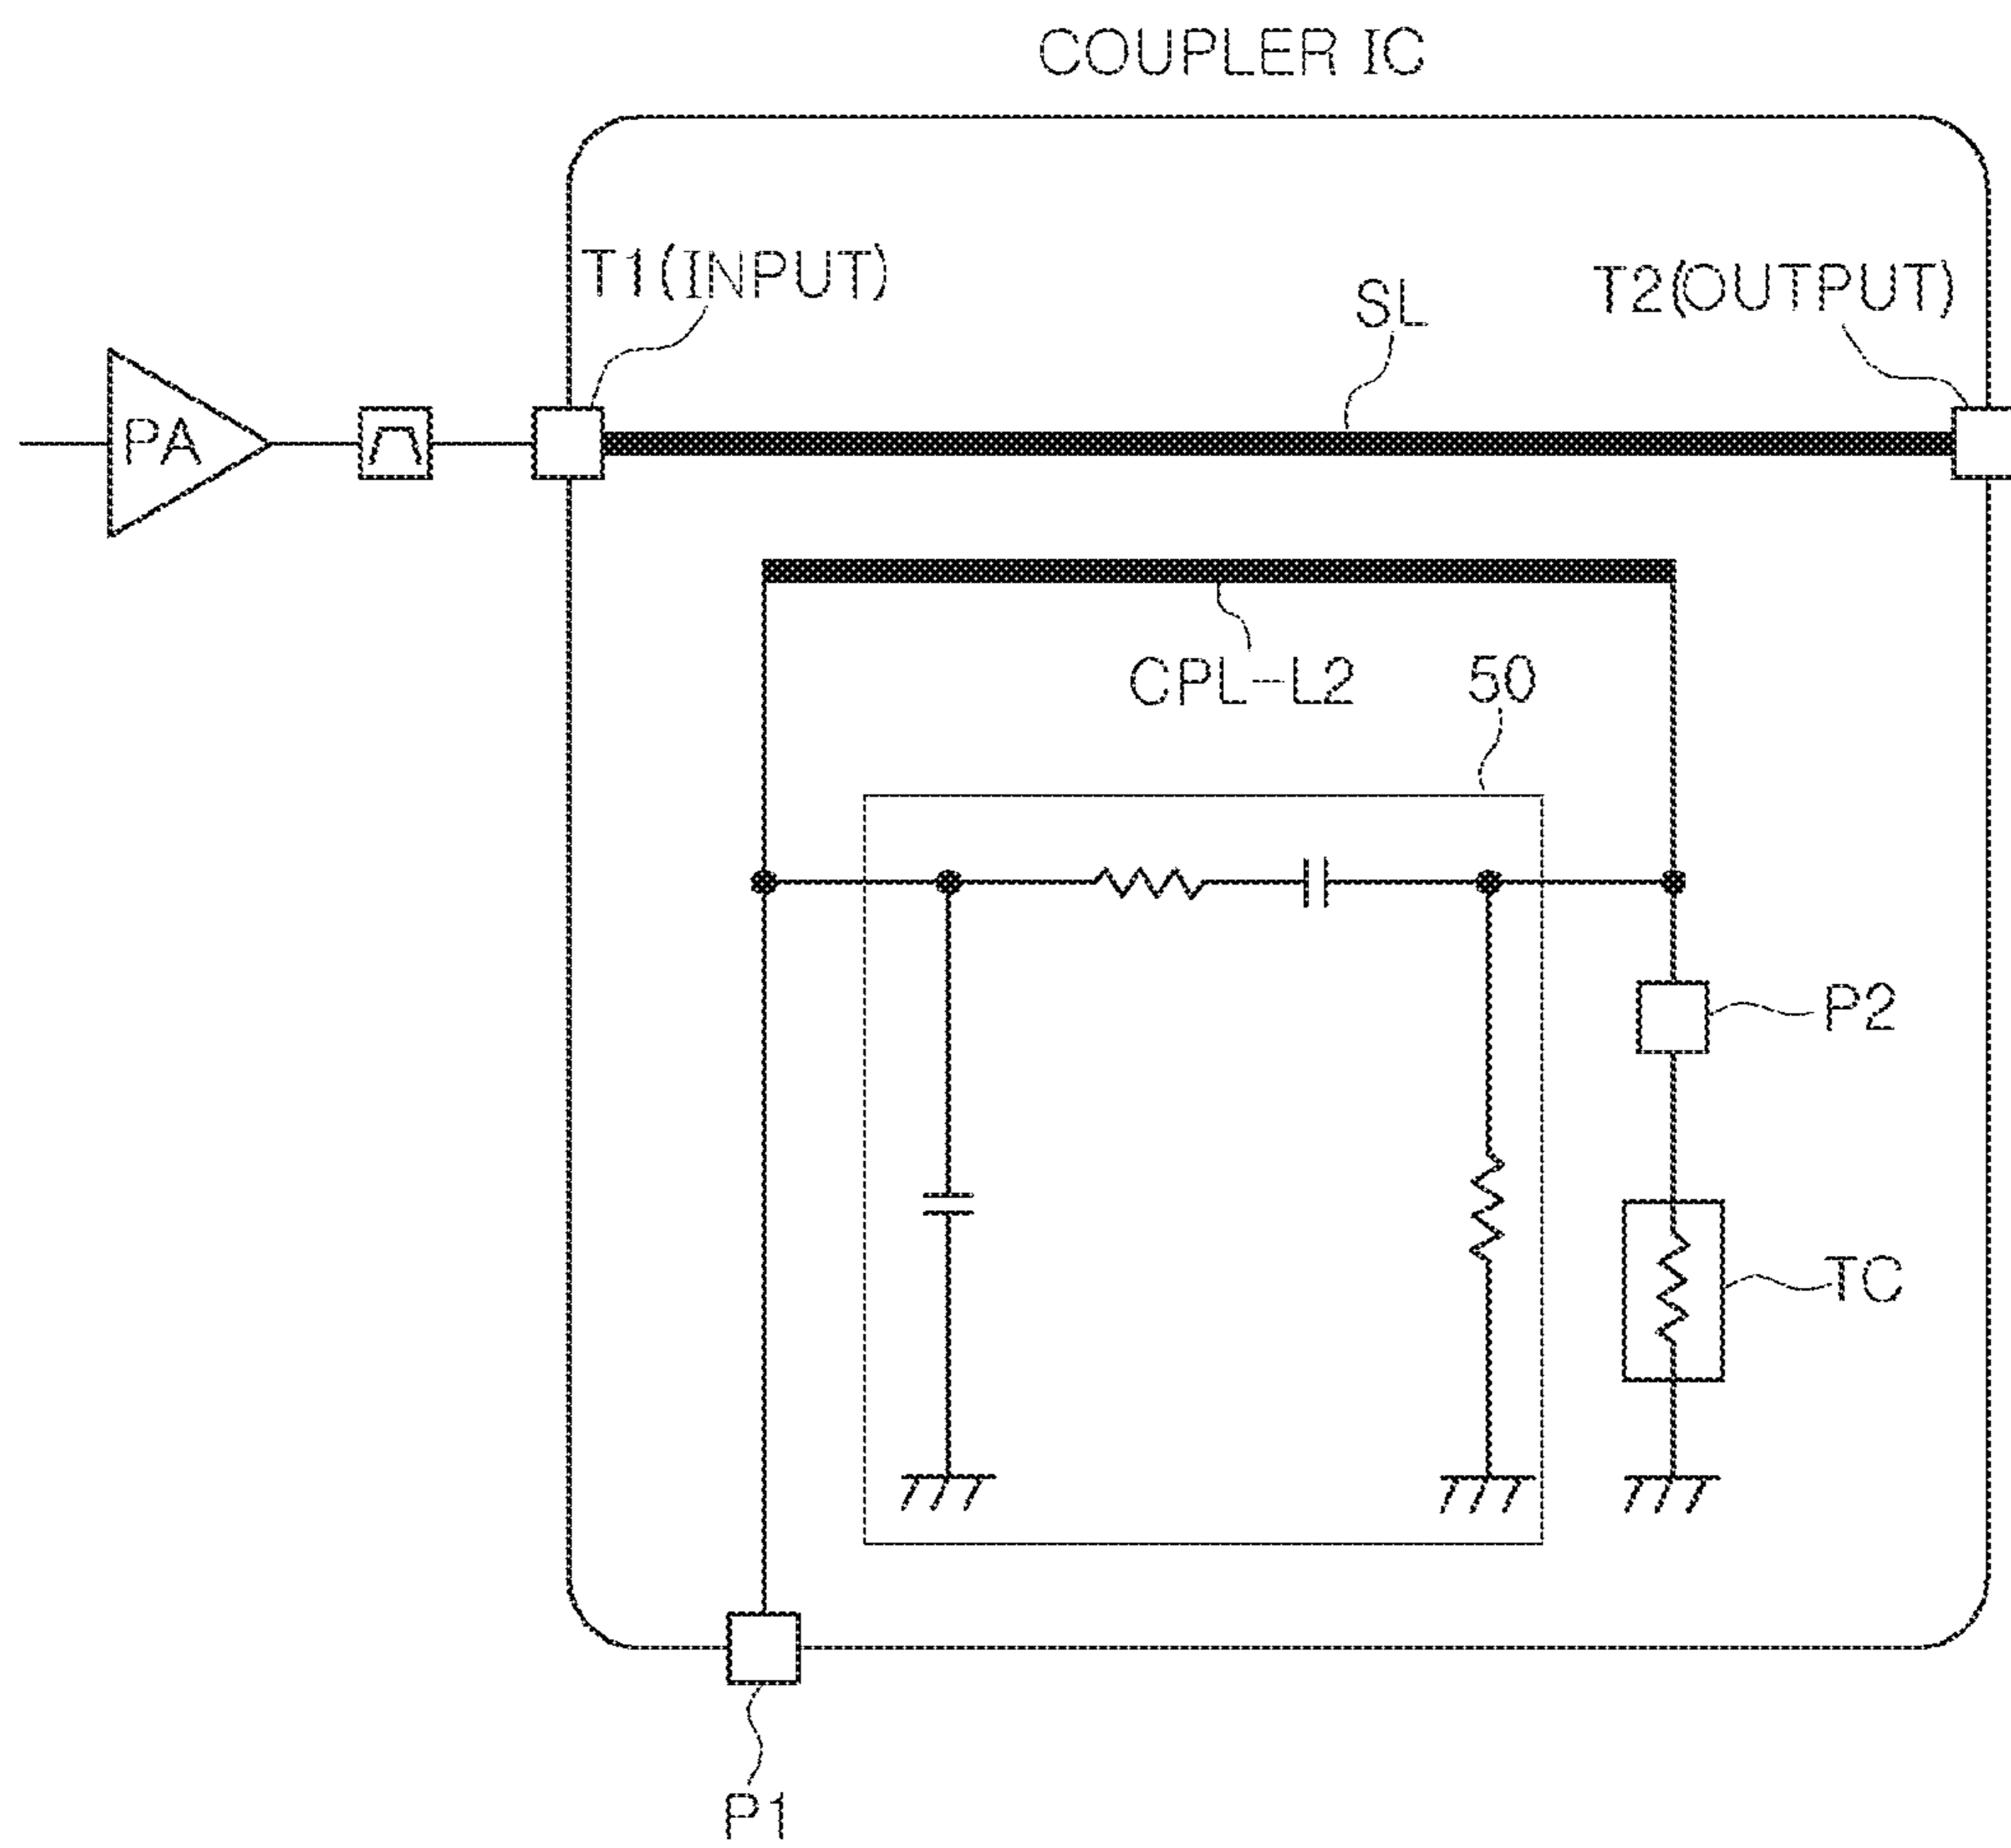 COUPLER IC
T1(INPUT)
SL
T2(OUTPUT)
PA
CPL-L2
50
P2
TC
P1